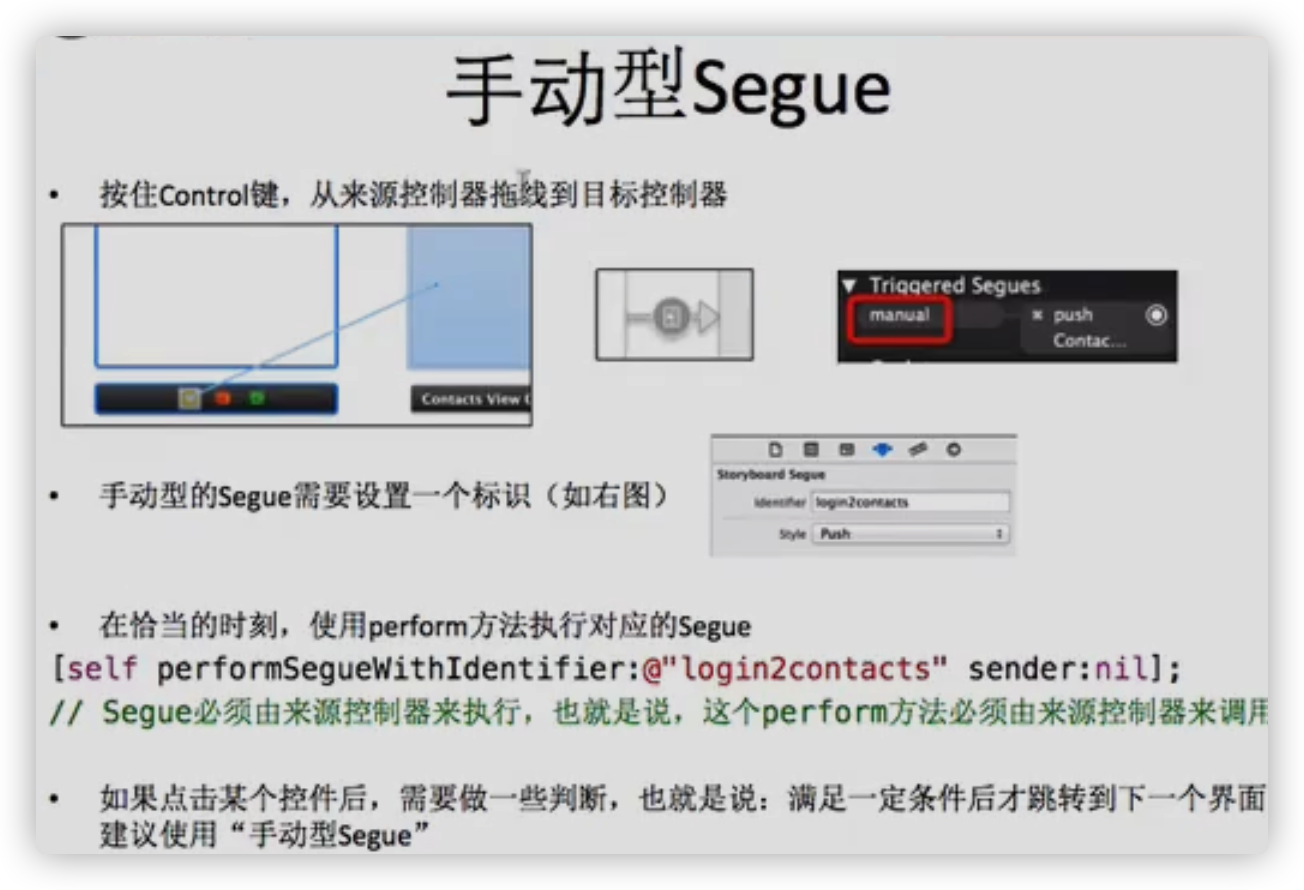 手动型Segue
• 按住Control键，从来源控制器拖线到目标控制器
Contacts View
▼ Triggered Segues
manual
✖ push
Contac...
• 手动型的Segue需要设置一个标识（如右图）
Storyboard Segue
Identifier login2contacts
Style Push
• 在恰当的时刻，使用perform方法执行对应的Segue
[self performSegueWithIdentifier:@"login2contacts" sender:nil];
// Segue必须由来源控制器来执行，也就是说，这个perform方法必须由来源控制器来调用
• 如果点击某个控件后，需要做一些判断，也就是说：满足一定条件后才跳转到下一个界面
建议使用“手动型Segue”